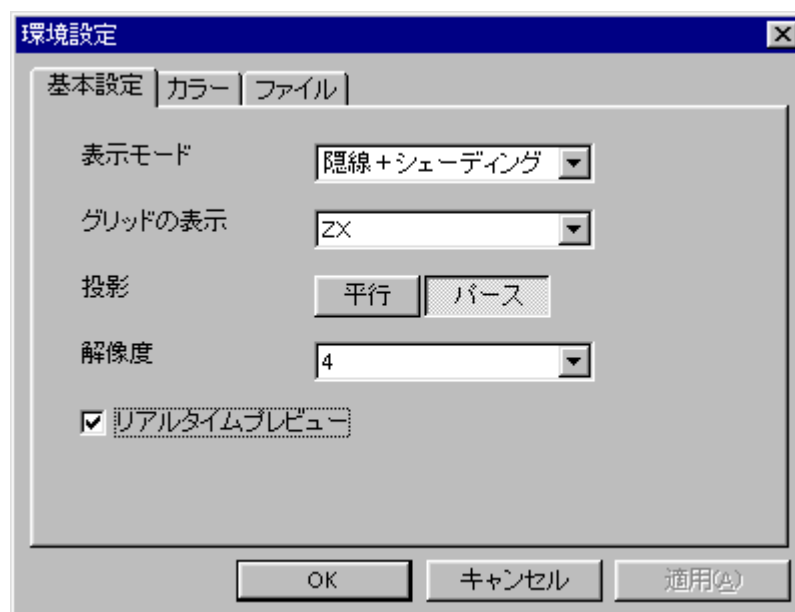 環境設定
基本設定 カラー ファイル
表示モード 隠線+シェーディング
グリッドの表示 ZX
投影 平行 パース
解像度 4
リアルタイムプレビュー
OK キャンセル 適用(A)